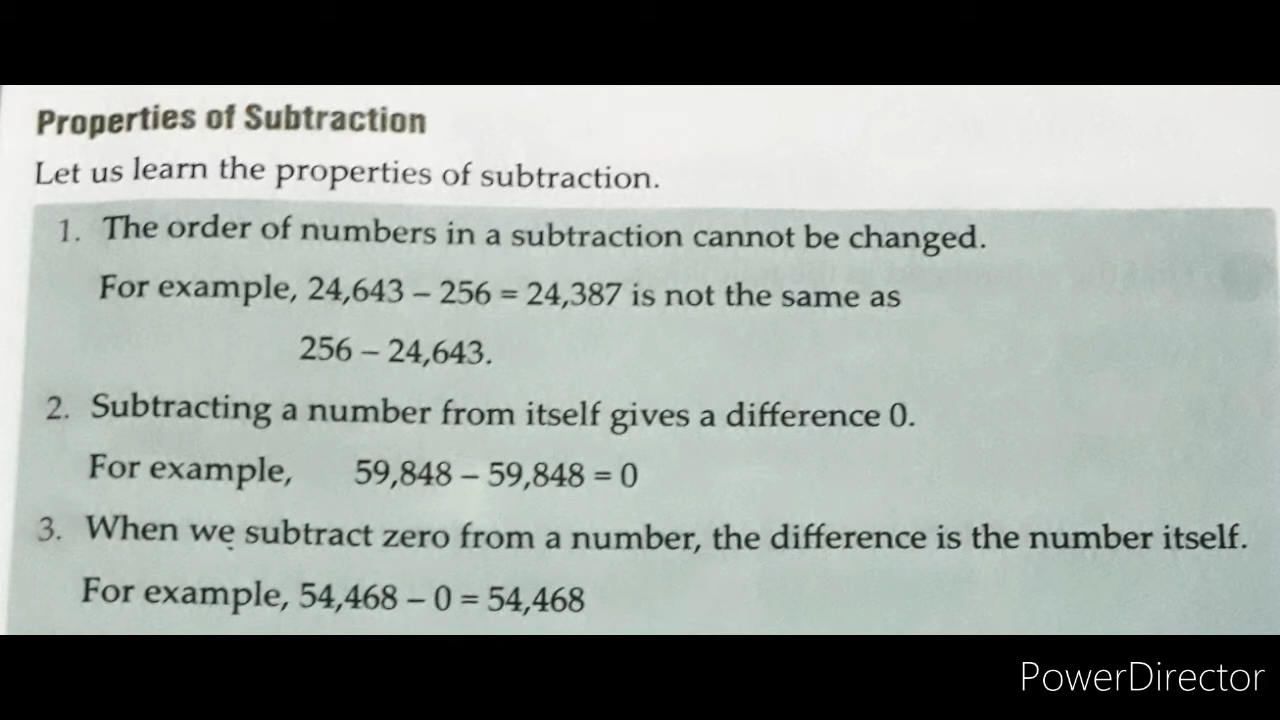 Properties of Subtraction
Let us learn the properties of subtraction.
1. The order of numbers in a subtraction cannot be changed.
For example, 24,643 – 256 = 24,387 is not the same as
256 – 24,643.
2. Subtracting a number from itself gives a difference 0.
For example, 59,848 – 59,848 = 0
3. When we subtract zero from a number, the difference is the number itself.
For example, 54,468 – 0 = 54,468
PowerDirector